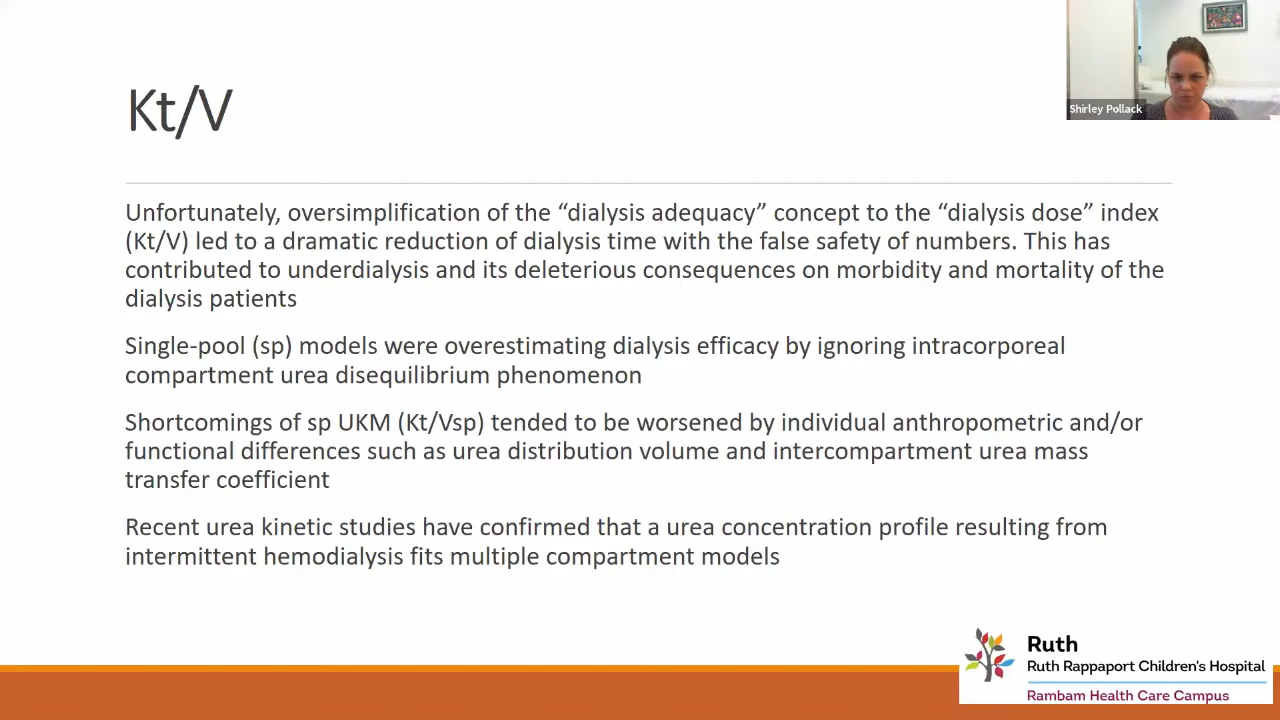 Kt/V
Shirley Pollack
Unfortunately, oversimplification of the “dialysis adequacy” concept to the “dialysis dose” index
(Kt/V) led to a dramatic reduction of dialysis time with the false safety of numbers. This has
contributed to underdialysis and its deleterious consequences on morbidity and mortality of the
dialysis patients
Single-pool (sp) models were overestimating dialysis efficacy by ignoring intracorporeal
compartment urea disequilibrium phenomenon
Shortcomings of sp UKM (Kt/Vsp) tended to be worsened by individual anthropometric and/or
functional differences such as urea distribution volume and intercompartment urea mass
transfer coefficient
Recent urea kinetic studies have confirmed that a urea concentration profile resulting from
intermittent hemodialysis fits multiple compartment models
Ruth
Ruth Rappaport Children's Hospital
Rambam Health Care Campus